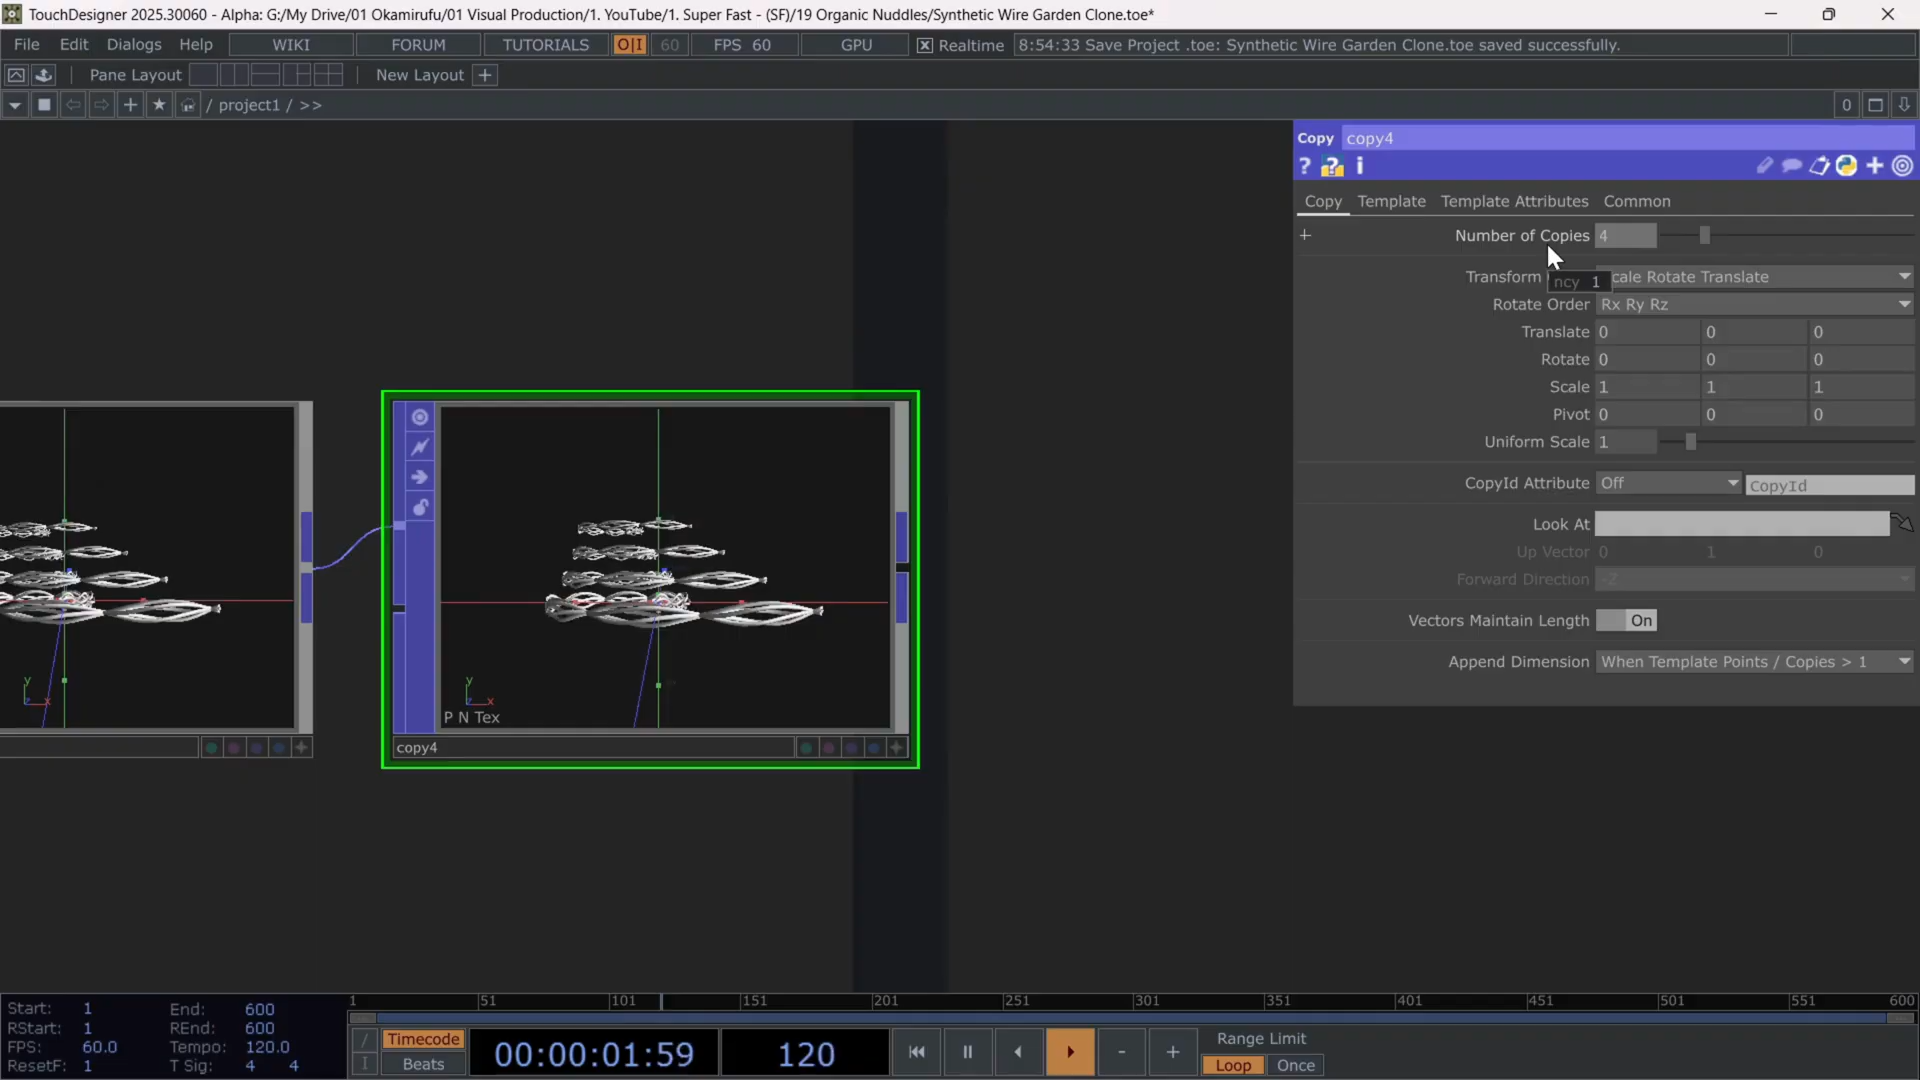 TouchDesigner 2025.30060 - Alpha: G:/My Drive/01 Okamirufu/01 Visual Production/1. YouTube/1. Super Fast - (SF)/19 Organic Nuddles/Synthetic Wire Garden Clone.toe*
File Edit Dialogs Help WIKI FORUM TUTORIALS O|I 60 FPS 60 GPU Realtime 8:54:33 Save Project .toe: Synthetic Wire Garden Clone.toe saved successfully.
Pane Layout New Layout +
/ project1 / >> 0
Copy copy4
Copy Template Template Attributes Common
+ Number of Copies 4
Transform cale Rotate Translate
ncy 1
Rotate Order Rx Ry Rz
Translate 0 0 0
Rotate 0 0 0
Scale 1 1 1
Pivot 0 0 0
Uniform Scale 1
CopyId Attribute Off CopyId
Look At
Up Vector 0 1 0
Forward Direction -Z
Vectors Maintain Length On
Append Dimension When Template Points / Copies > 1
y x
y x
P N Tex
copy4
1 51 101 151 201 251 301 351 401 451 501 551 600
Start: 1 End: 600
RStart: 1 REnd: 600
FPS: 60.0 Tempo: 120.0
ResetF: 1 T Sig: 4 4
/ I
Timecode
Beats
00:00:01:59 120
- +
Range Limit
Loop Once